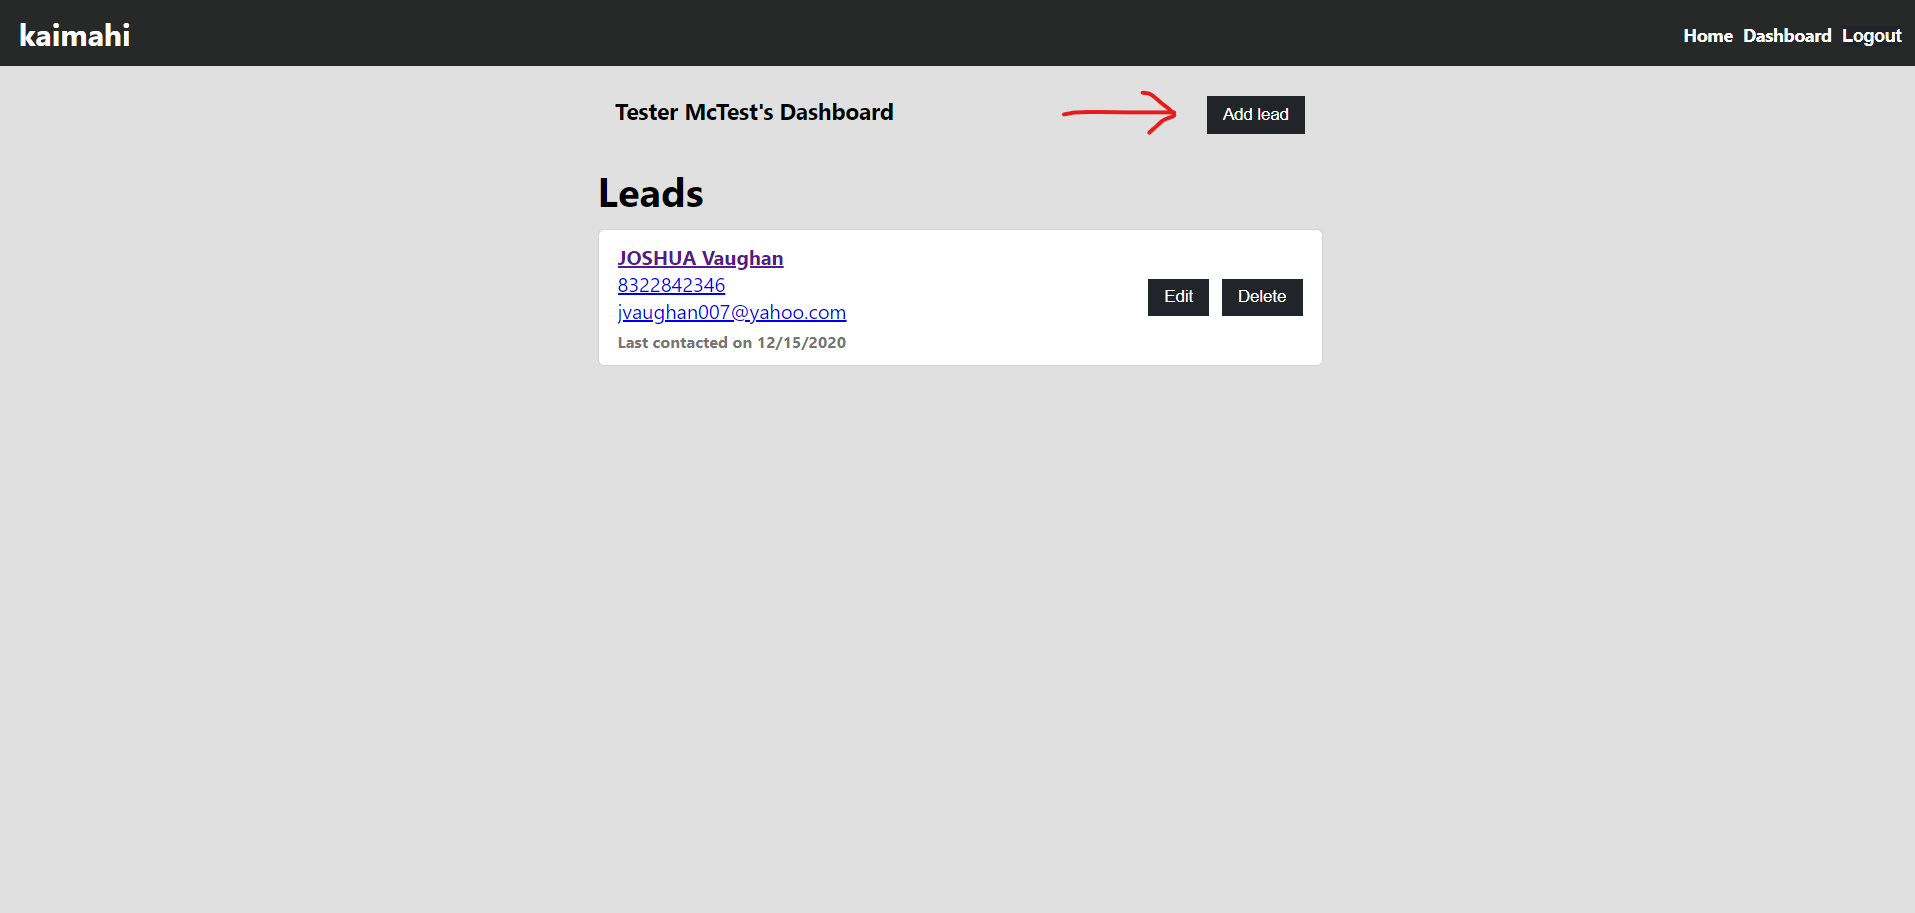 kaimahi
Home Dashboard Logout
Tester McTest's Dashboard
Add lead
Leads
JOSHUA Vaughan
8322842346
jvaughan007@yahoo.com
Last contacted on 12/15/2020
Edit
Delete